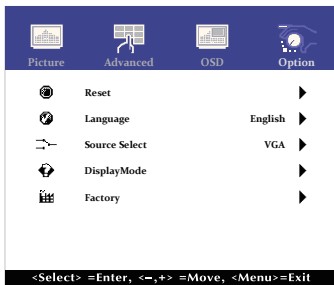 Picture Advanced OSD Option
Reset
Language English
Source Select VGA
DisplayMode
Factory
<Select> =Enter, <–,+> =Move, <Menu>=Exit